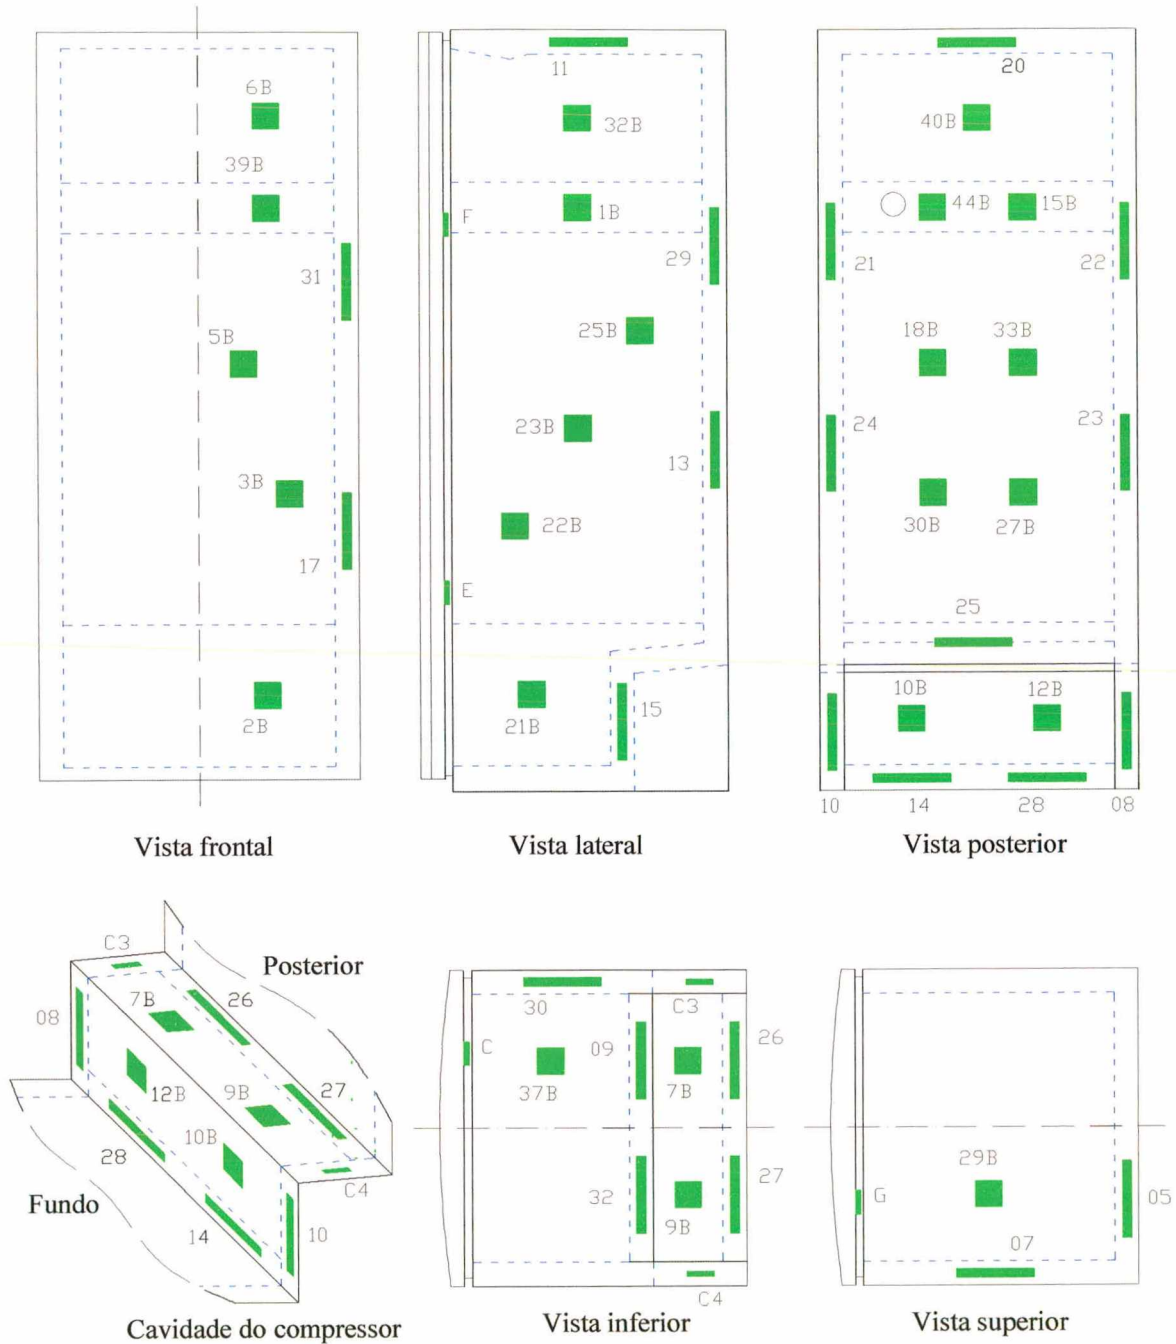 6B
39B
31
5B
3B
17
2B
Vista frontal
11
32B
F
1B
29
25B
23B
13
22B
E
21B
15
Vista lateral
20
40B
44B
15B
21
22
18B
33B
24
23
30B
27B
25
10B
12B
10
14
28
08
Vista posterior
C3
Posterior
7B
26
08
12B
9B
27
10B
28
C4
Fundo
14
10
Cavidade do compressor
30
C3
09
26
C
37B
7B
32
27
9B
C4
Vista inferior
29B
G
05
07
Vista superior